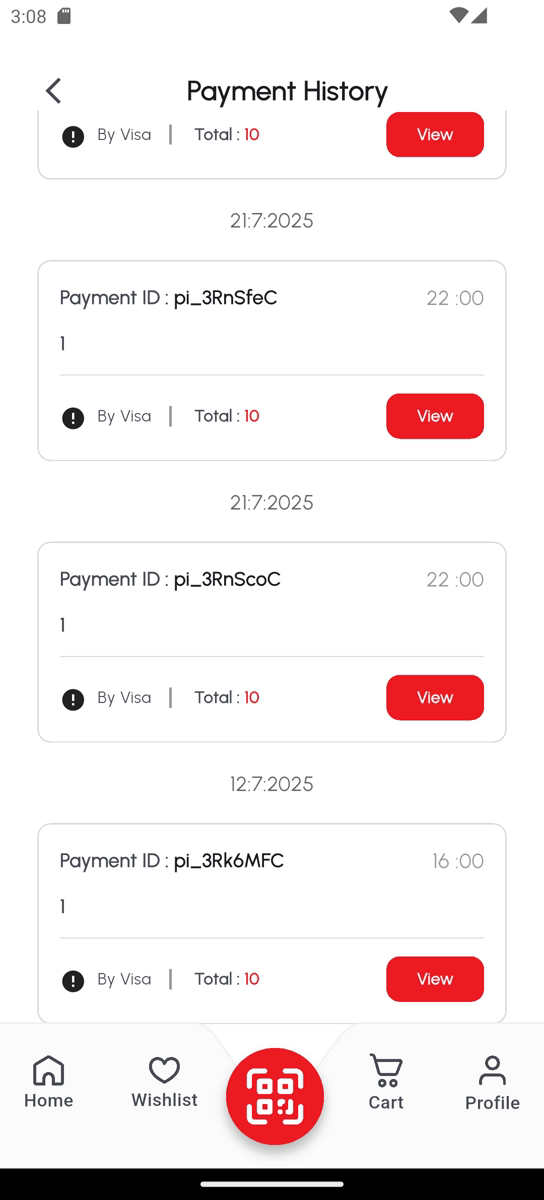 3:08
Payment History
By Visa | Total : 10 View
21:7:2025
Payment ID : pi_3RnSfeC 22 :00
1
By Visa | Total : 10 View
21:7:2025
Payment ID : pi_3RnScoC 22 :00
1
By Visa | Total : 10 View
12:7:2025
Payment ID : pi_3Rk6MFC 16 :00
1
By Visa | Total : 10 View
Home Wishlist Cart Profile